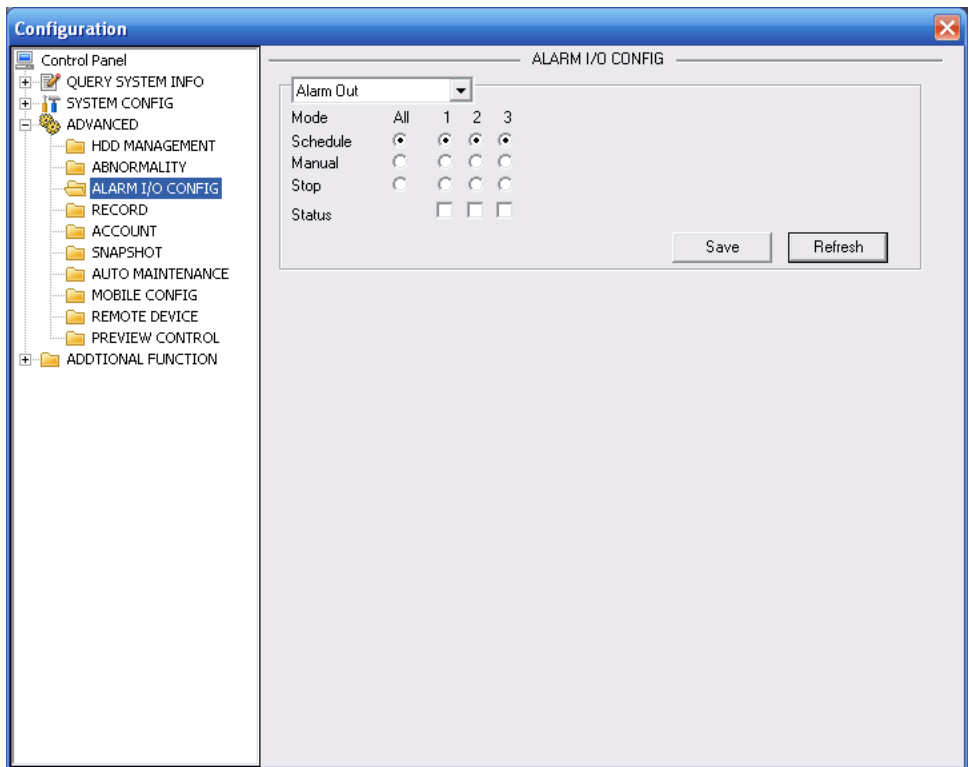 Configuration
Control Panel
QUERY SYSTEM INFO
SYSTEM CONFIG
ADVANCED
HDD MANAGEMENT
ABNORMALITY
ALARM I/O CONFIG
RECORD
ACCOUNT
SNAPSHOT
AUTO MAINTENANCE
MOBILE CONFIG
REMOTE DEVICE
PREVIEW CONTROL
ADDTIONAL FUNCTION
ALARM I/O CONFIG
Alarm Out
Mode All 1 2 3
Schedule
Manual
Stop
Status
Save Refresh